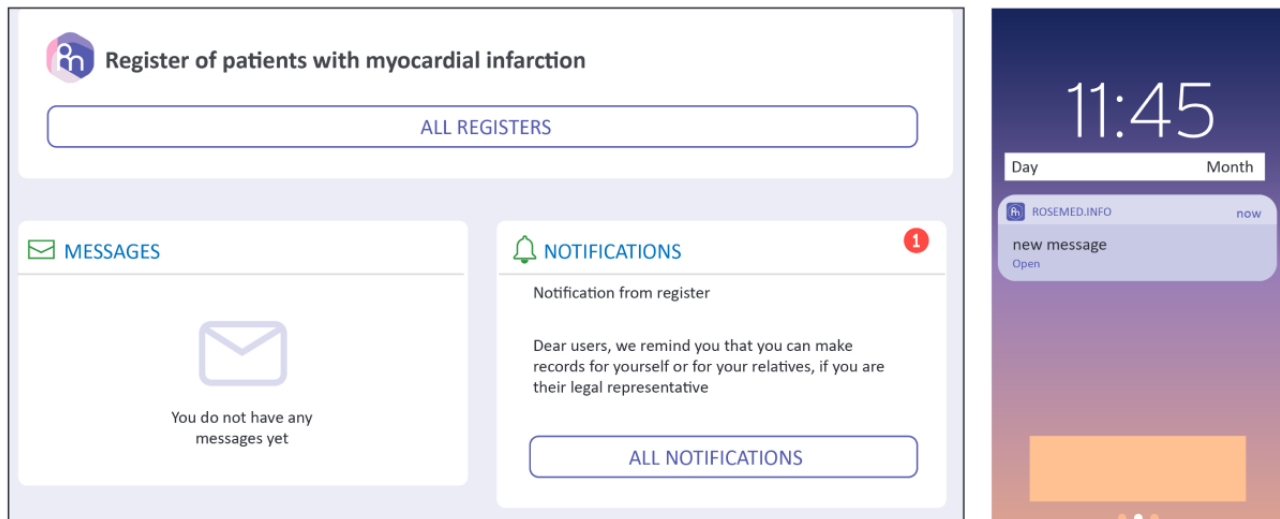 Register of patients with myocardial infarction
ALL REGISTERS
MESSAGES
You do not have any
messages yet
NOTIFICATIONS
1
Notification from register
Dear users, we remind you that you can make
records for yourself or for your relatives, if you are
their legal representative
ALL NOTIFICATIONS
11:45
Day Month
ROSEMED.INFO now
new message
Open